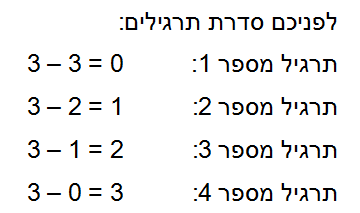 לפניכם סדרת תרגילים:
תרגיל מספר 1: 3 – 3 = 0
תרגיל מספר 2: 3 – 2 = 1
תרגיל מספר 3: 3 – 1 = 2
תרגיל מספר 4: 3 – 0 = 3